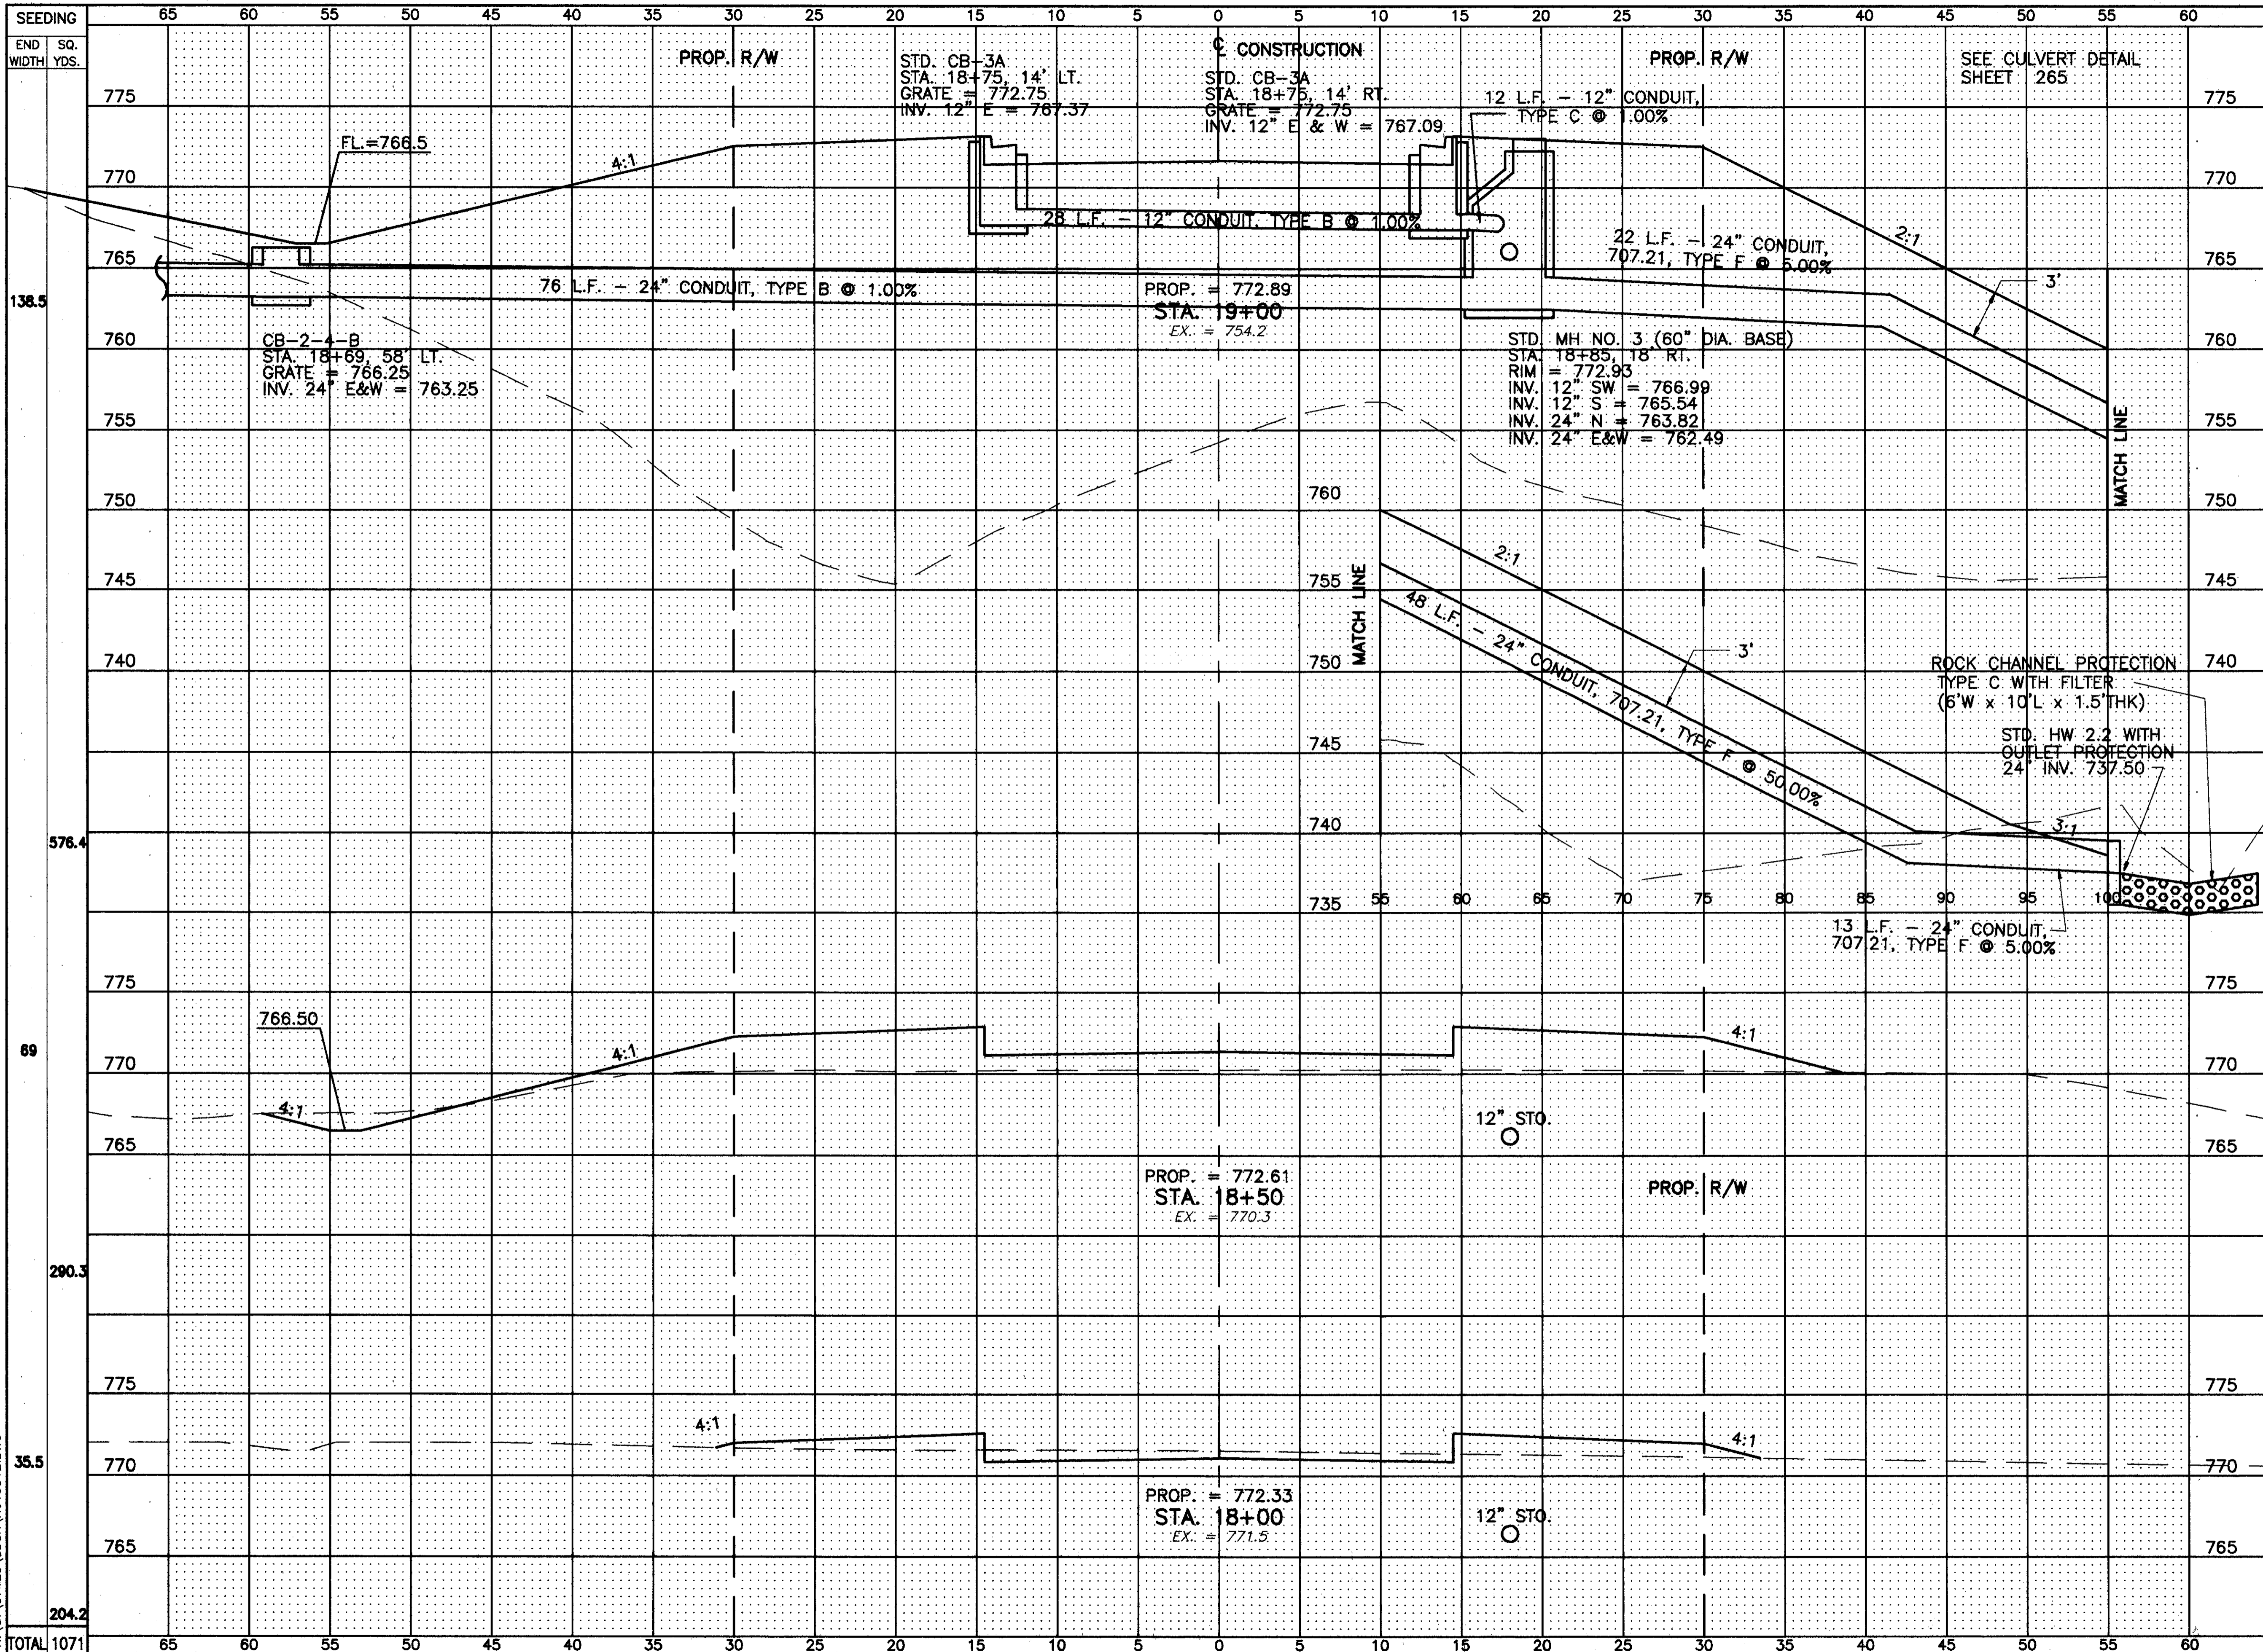 SEEDING
END WIDTH
SQ. YDS.
65 60 55 50 45 40 35 30 25 20 15 10 5 0 5 10 15 20 25 30 35 40 45 50 55 60
PROP. R/W
STD. CB-3A
STA. 18+75, 14' LT.
GRATE = 772.75
INV. 12" E = 767.37
℄ CONSTRUCTION
STD. CB-3A
STA. 18+75, 14' RT.
GRATE = 772.75
INV. 12" E & W = 767.09
12 L.F. - 12" CONDUIT,
TYPE C @ 1.00%
PROP. R/W
SEE CULVERT DETAIL
SHEET 265
775
775
FL.=766.5
4:1
770
770
28 L.F. - 12" CONDUIT, TYPE B @ 1.00%
22 L.F. - 24" CONDUIT,
707.21, TYPE F @ 5.00%
2:1
765
765
3'
138.5
76 L.F. - 24" CONDUIT, TYPE B @ 1.00%
PROP. = 772.89
STA. 19+00
EX. = 754.2
760
760
CB-2-4-B
STA. 18+69, 58' LT.
GRATE = 766.25
INV. 24" E&W = 763.25
STD. MH NO. 3 (60" DIA. BASE)
STA. 18+85, 18' RT.
RIM = 772.93
INV. 12" SW = 766.99
INV. 12" S = 765.54
INV. 24" N = 763.82
INV. 24" E&W = 762.49
755
755
MATCH LINE
750
760
750
2:1
745
755
745
MATCH LINE
48 L.F. - 24" CONDUIT, 707.21, TYPE F @ 50.00%
3'
740
750
740
ROCK CHANNEL PROTECTION
TYPE C WITH FILTER
(6'W x 10'L x 1.5'THK)
STD. HW 2.2 WITH
OUTLET PROTECTION
24" INV. 737.50
745
740
3:1
576.4
735
55 60 65 70 75 80 85 90 95 100
13 L.F. - 24" CONDUIT,
707.21, TYPE F @ 5.00%
775
775
766.50
4:1
4:1
69
770
770
4:1
12" STO.
765
765
PROP. = 772.61
STA. 18+50
EX. = 770.3
PROP. R/W
290.3
775
775
4:1
4:1
35.5
770
770
PROP. = 772.33
STA. 18+00
EX. = 771.5
12" STO.
765
765
204.2
TOTAL 1071
65 60 55 50 45 40 35 30 25 20 15 10 5 0 5 10 15 20 25 30 35 40 45 50 55 60